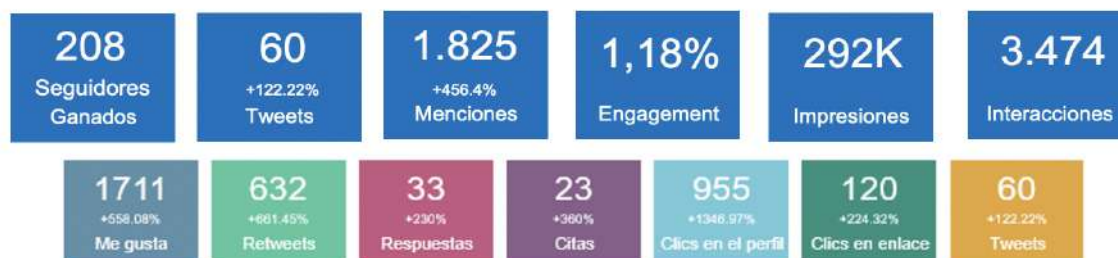 208
Seguidores
Ganados
60
+122.22%
Tweets
1.825
+456.4%
Menciones
1,18%
Engagement
292K
Impresiones
3.474
Interacciones
1711
+558.08%
Me gusta
632
+661.45%
Retweets
33
+230%
Respuestas
23
+360%
Citas
955
+1346.97%
Clics en el perfil
120
+224.32%
Clics en enlace
60
+122.22%
Tweets